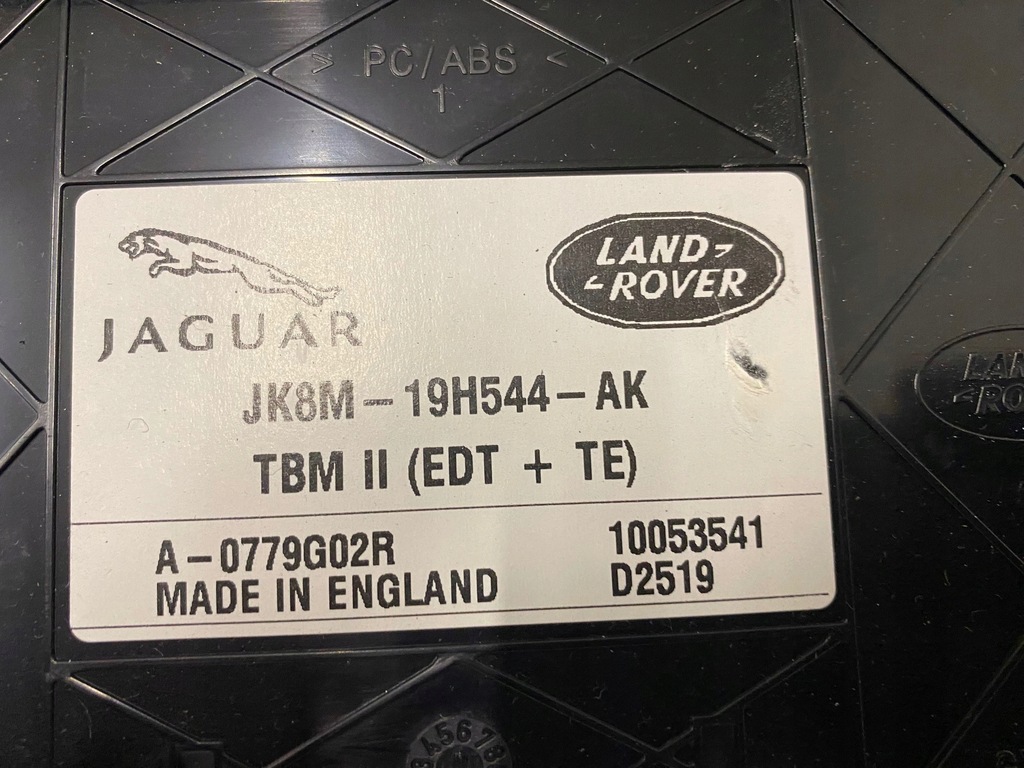 > PC/ABS <
1
JAGUAR
LAND
ROVER
JK8M-19H544-AK
TBM II (EDT + TE)
A-0779G02R
10053541
MADE IN ENGLAND
D2519
45678